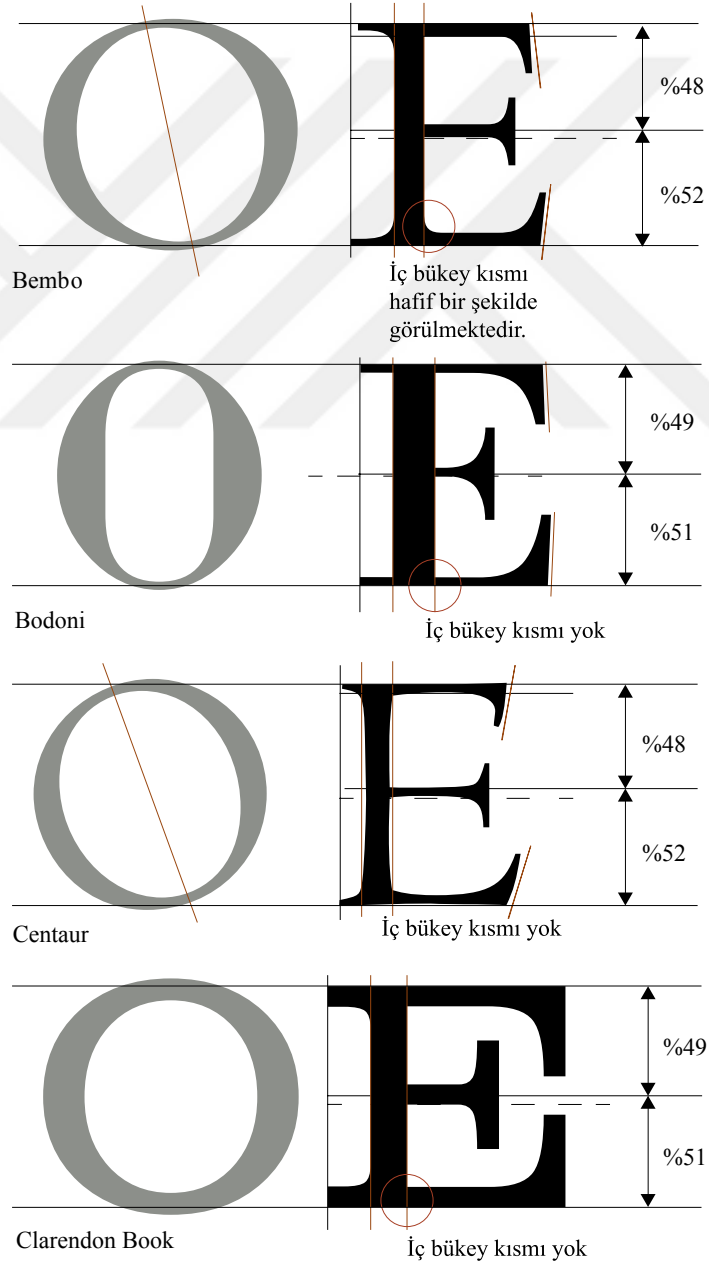 %48
%52
Bembo
İç bükey kısmı
hafif bir şekilde
görülmektedir.
%49
%51
Bodoni
İç bükey kısmı yok
%48
%52
Centaur
İç bükey kısmı yok
%49
%51
Clarendon Book
İç bükey kısmı yok